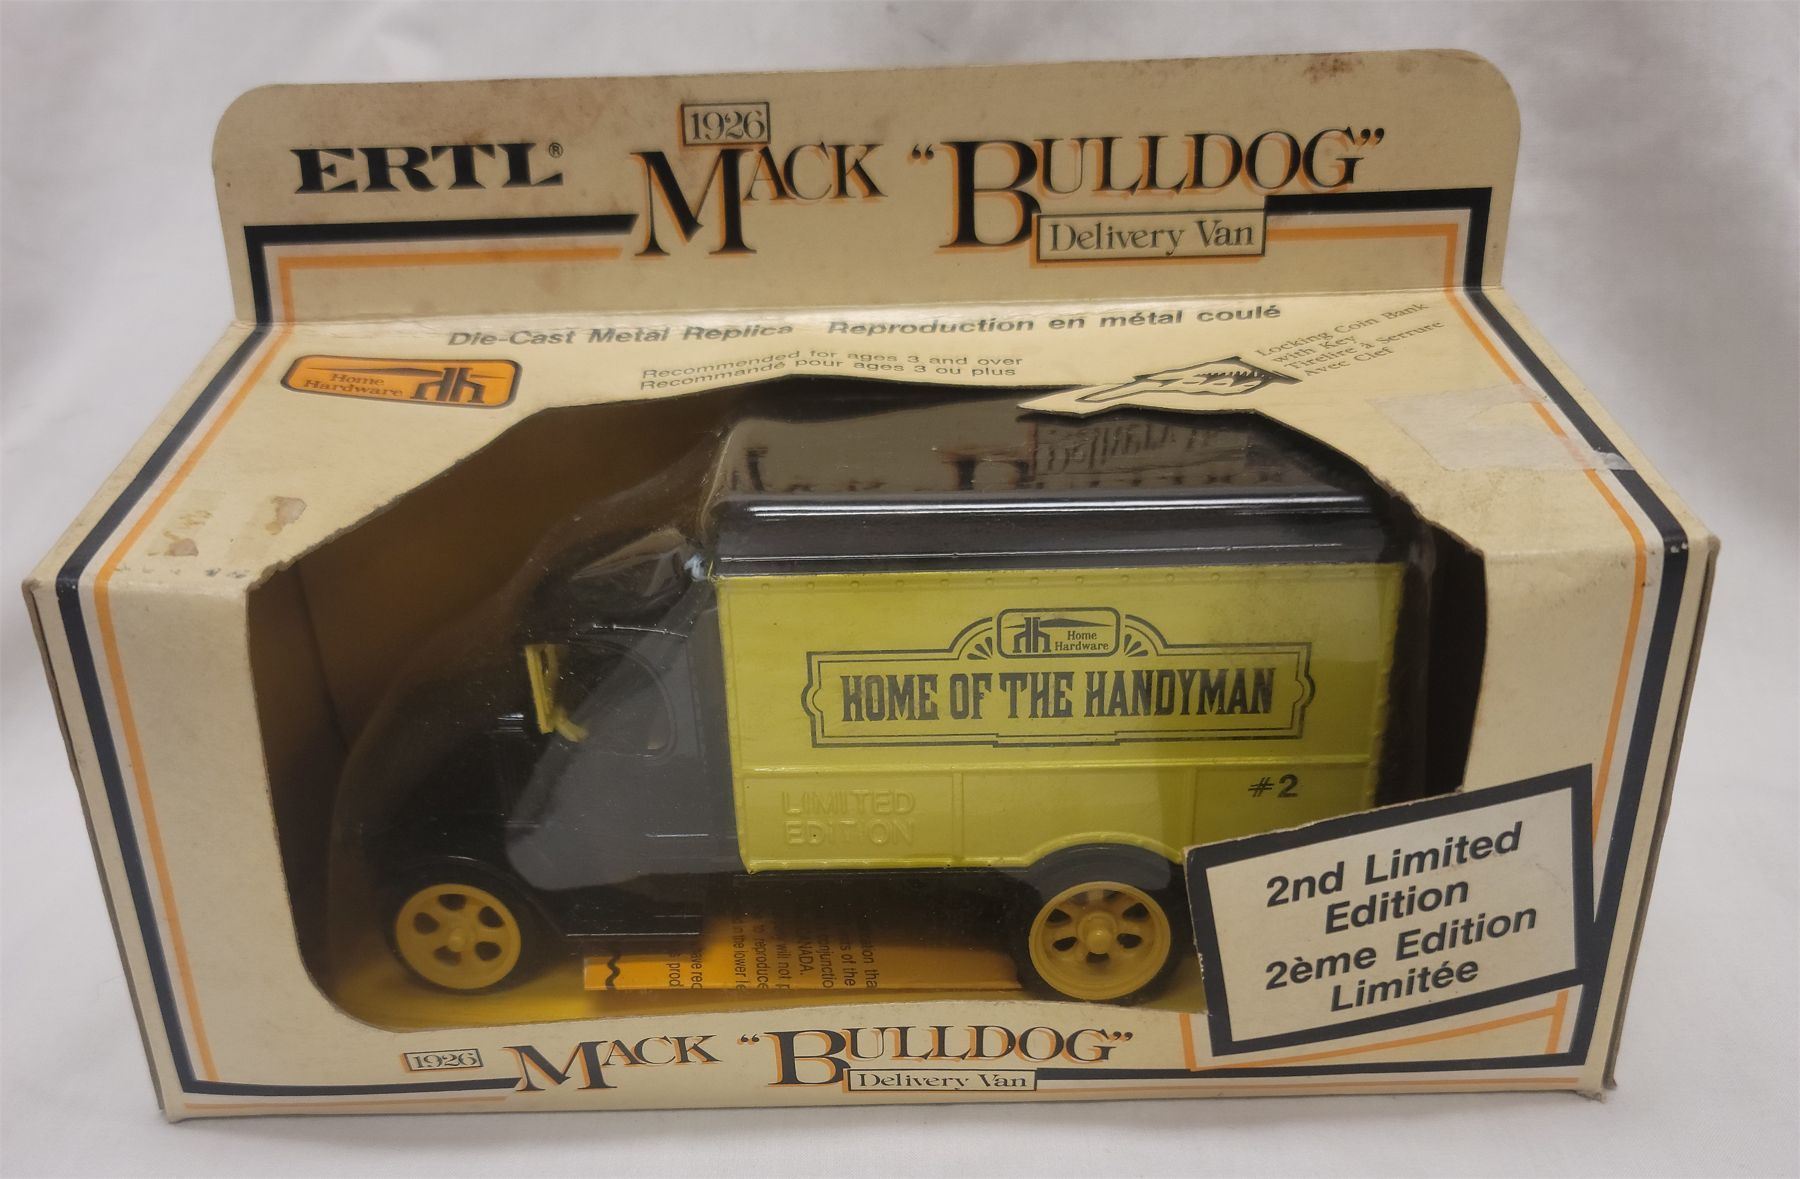 ERTL®
1926
MACK "BULLDOG"
Delivery Van
Die-Cast Metal Replica Reproduction en métal coulé
Recommended for ages 3 and over
Recommandé pour ages 3 ou plus
Locking Coin Bank
with Key
Tirelire à Serrure
Avec Clef
Home
Hardware
Home
Hardware
HOME OF THE HANDYMAN
LIMITED
EDITION
#2
2nd Limited
Edition
2ème Edition
Limitée
1926
MACK "BULLDOG"
Delivery Van